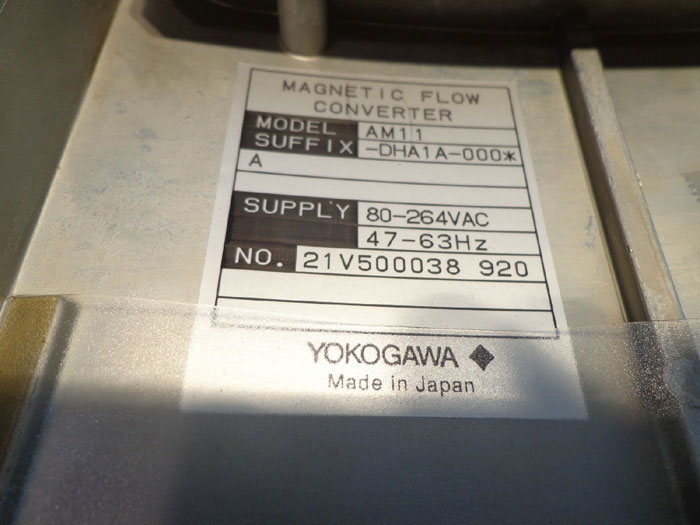 MAGNETIC FLOW
CONVERTER
MODEL AM11
SUFFIX -DHA1A-000*
A
SUPPLY 80-264VAC
47-63Hz
NO. 21V500038 920
YOKOGAWA
Made in Japan